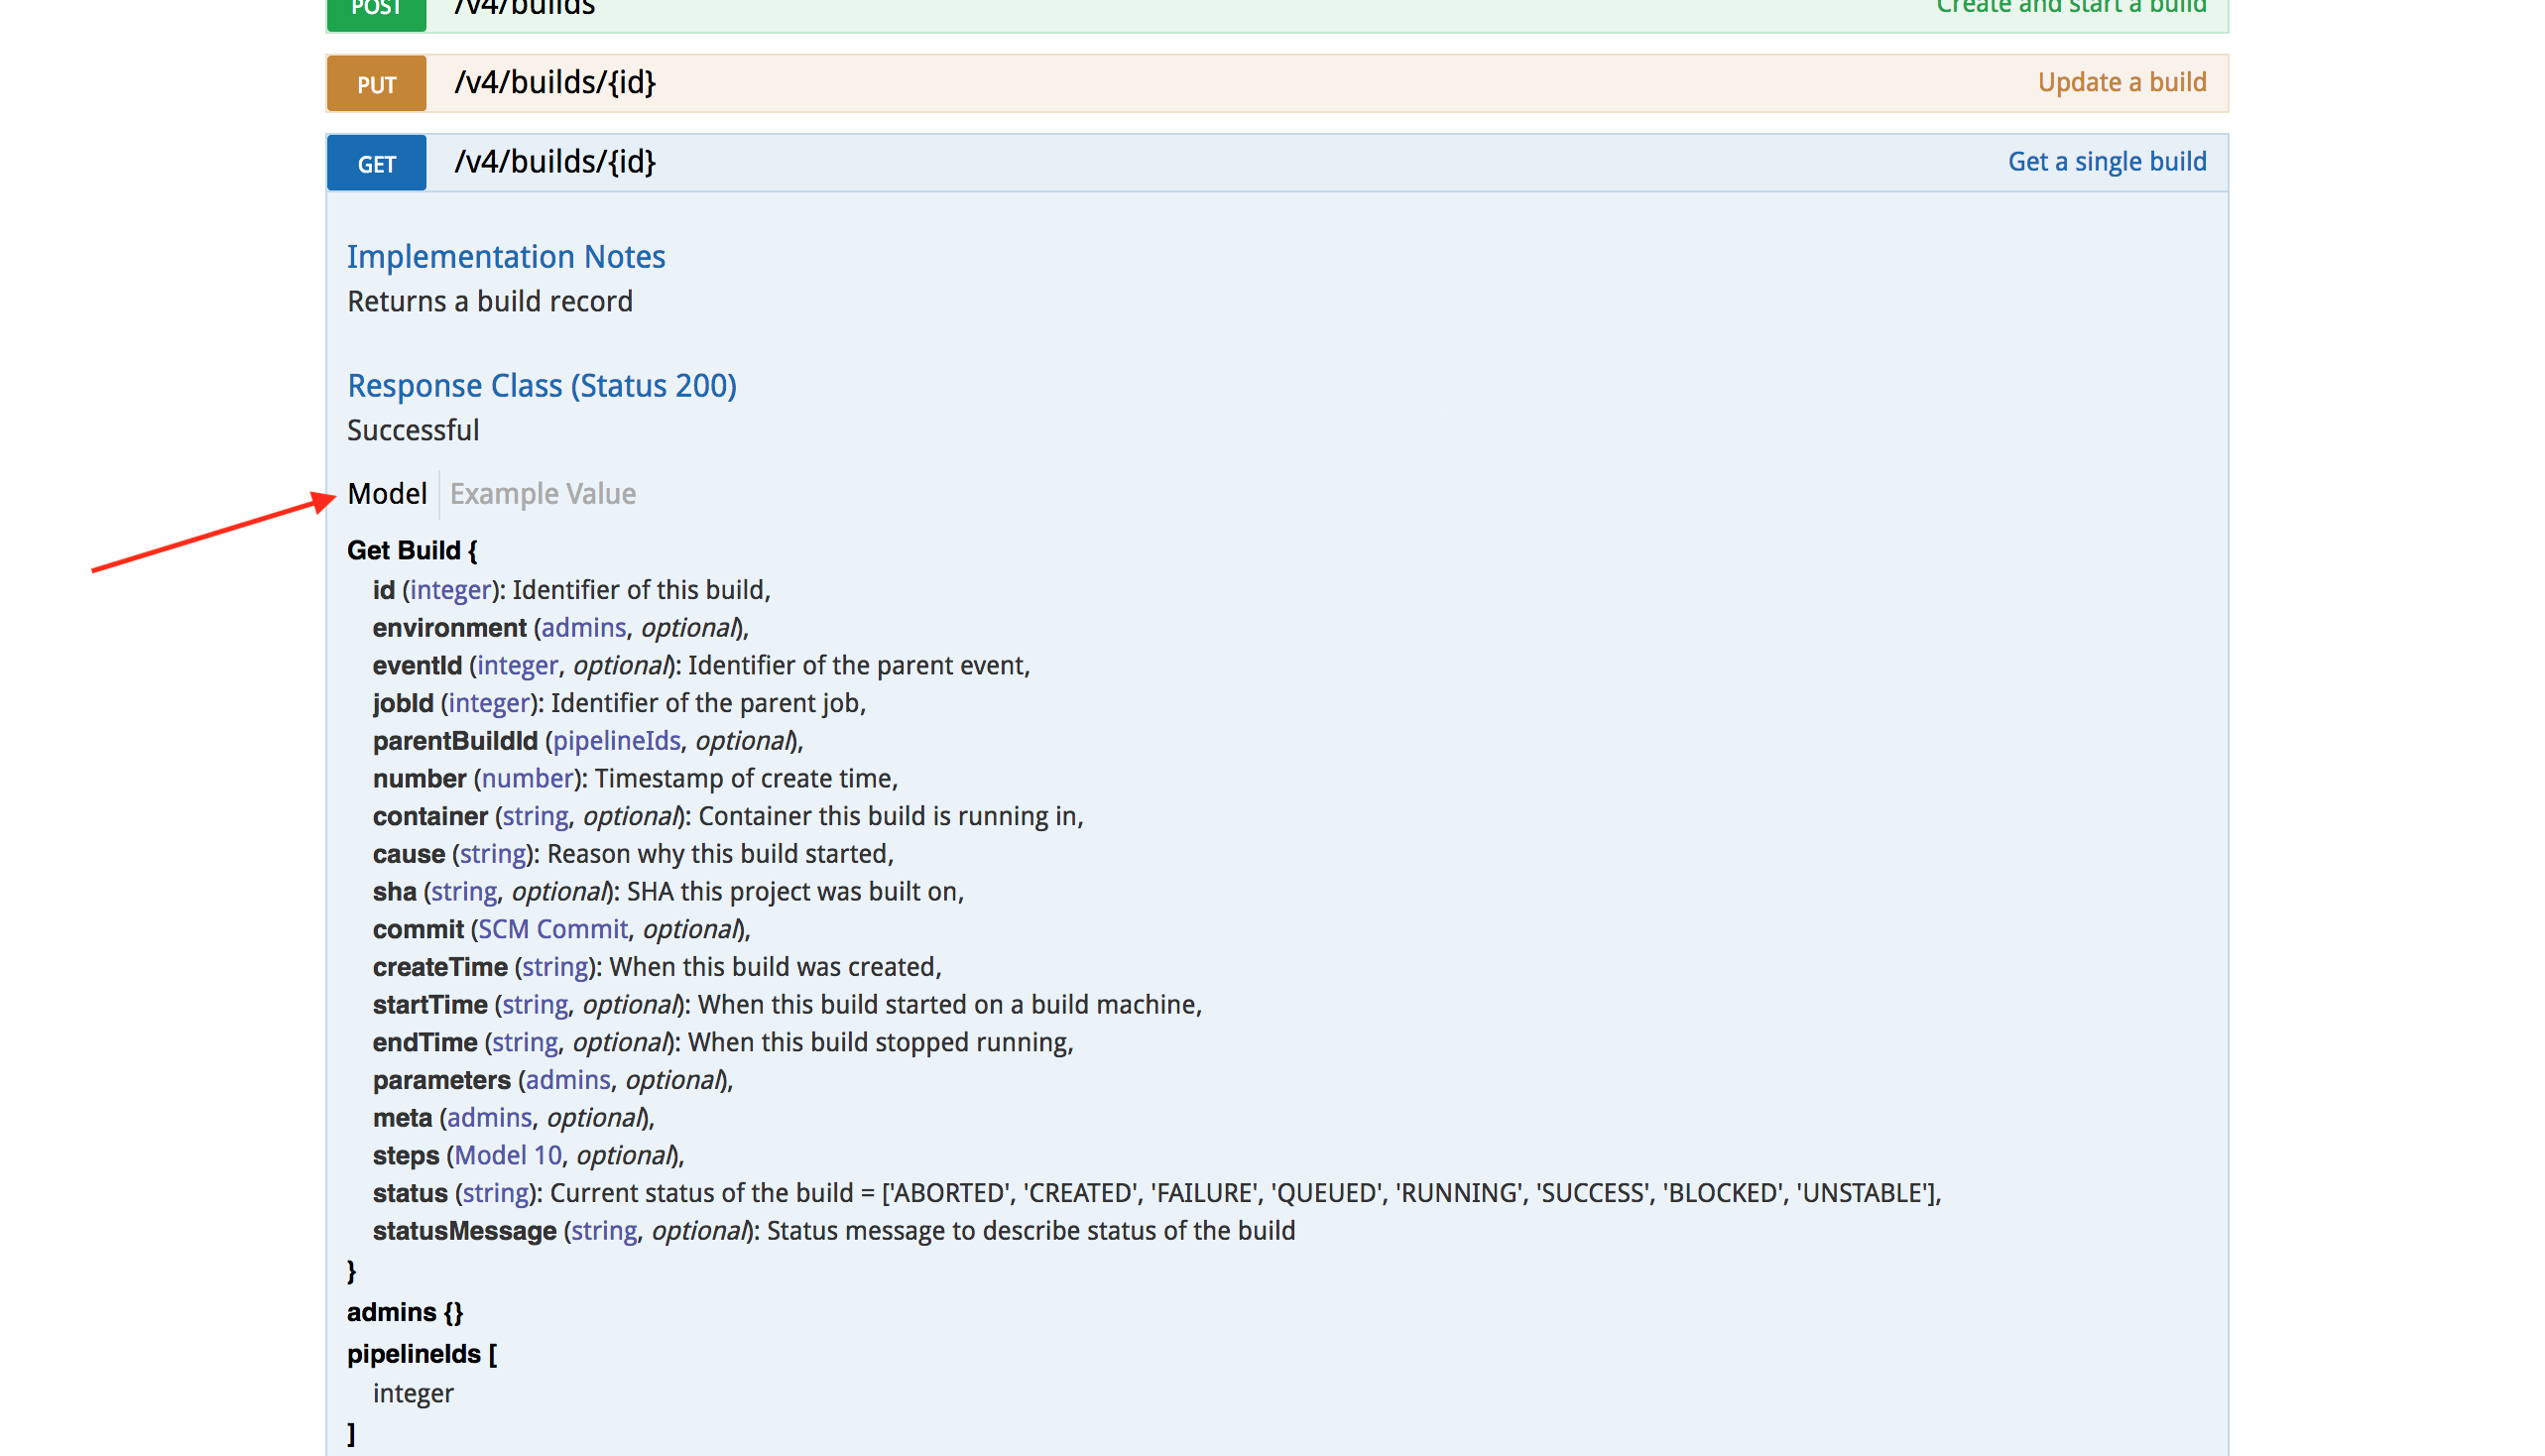 POST /v4/builds Create and start a build
PUT /v4/builds/{id} Update a build
GET /v4/builds/{id} Get a single build
Implementation Notes
Returns a build record
Response Class (Status 200)
Successful
Model Example Value
Get Build {
id (integer): Identifier of this build,
environment (admins, optional),
eventId (integer, optional): Identifier of the parent event,
jobId (integer): Identifier of the parent job,
parentBuildId (pipelineIds, optional),
number (number): Timestamp of create time,
container (string, optional): Container this build is running in,
cause (string): Reason why this build started,
sha (string, optional): SHA this project was built on,
commit (SCM Commit, optional),
createTime (string): When this build was created,
startTime (string, optional): When this build started on a build machine,
endTime (string, optional): When this build stopped running,
parameters (admins, optional),
meta (admins, optional),
steps (Model 10, optional),
status (string): Current status of the build = ['ABORTED', 'CREATED', 'FAILURE', 'QUEUED', 'RUNNING', 'SUCCESS', 'BLOCKED', 'UNSTABLE'],
statusMessage (string, optional): Status message to describe status of the build
}
admins {}
pipelineIds [
integer
]